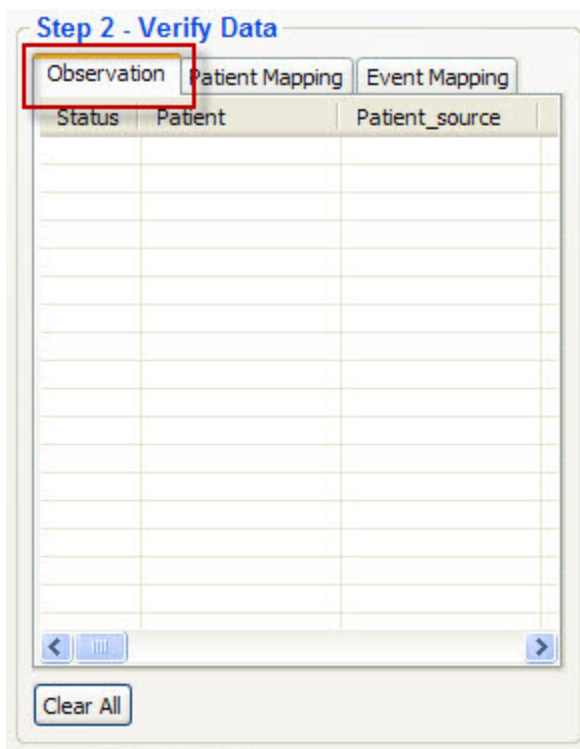 Step 2 - Verify Data
Observation Patient Mapping Event Mapping
Status Patient Patient_source
Clear All